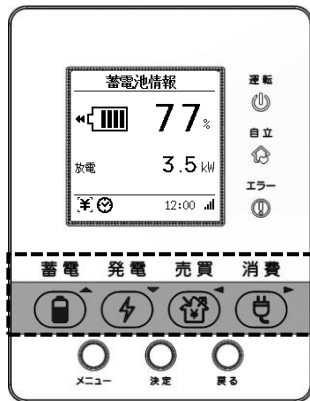 蓄電池情報
77%
放電 3.5kW
¥ 12:00
運転
自立
エラー
蓄電 発電 売買 消費
¥
メニュー 決定 戻る